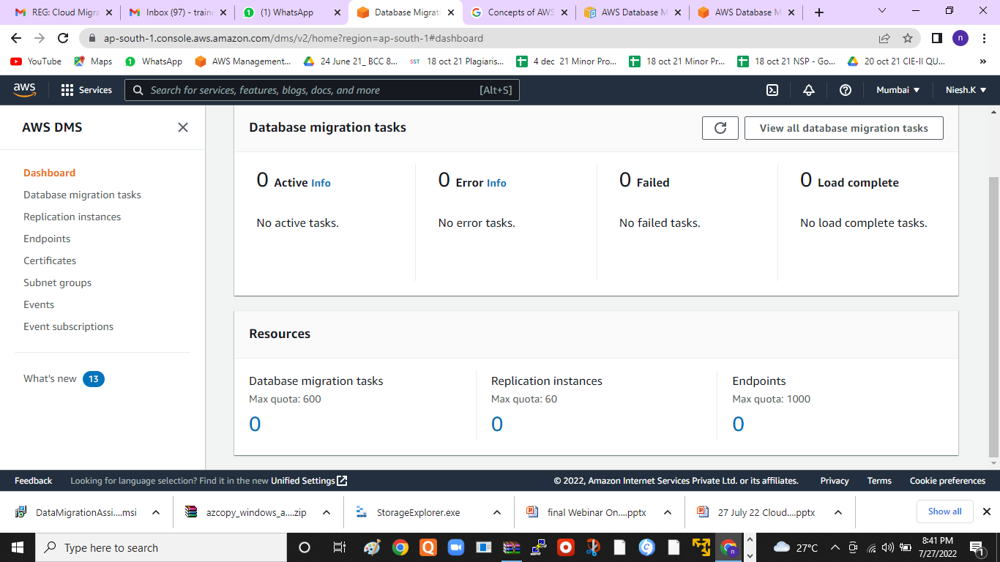 REG: Cloud Migra
Inbox (97) - traine
(1) WhatsApp
Database Migrati
Concepts of AWS
AWS Database M
AWS Database M
ap-south-1.console.aws.amazon.com/dms/v2/home?region=ap-south-1#dashboard
n
YouTube
Maps
WhatsApp
AWS Management...
24 June 21_ BCC 8...
SST 18 oct 21 Plagiaris...
4 dec 21 Minor Pro...
18 oct 21 Minor Pr...
18 oct 21 NSP - Go...
20 oct 21 CIE-II QU...
»
aws
Services
Search for services, features, blogs, docs, and more [Alt+S]
Mumbai
Niesh.K
AWS DMS
Dashboard
Database migration tasks
Replication instances
Endpoints
Certificates
Subnet groups
Events
Event subscriptions
What's new 13
Database migration tasks
View all database migration tasks
0 Active Info
No active tasks.
0 Error Info
No error tasks.
0 Failed
No failed tasks.
0 Load complete
No load complete tasks.
Resources
Database migration tasks
Max quota: 600
0
Replication instances
Max quota: 60
0
Endpoints
Max quota: 1000
0
Feedback
Looking for language selection? Find it in the new Unified Settings
© 2022, Amazon Internet Services Private Ltd. or its affiliates.
Privacy
Terms
Cookie preferences
DataMigrationAssi....msi
azcopy_windows_a....zip
StorageExplorer.exe
final Webinar On....pptx
27 July 22 Cloud....pptx
Show all
Type here to search
27°C
8:41 PM
7/27/2022
1